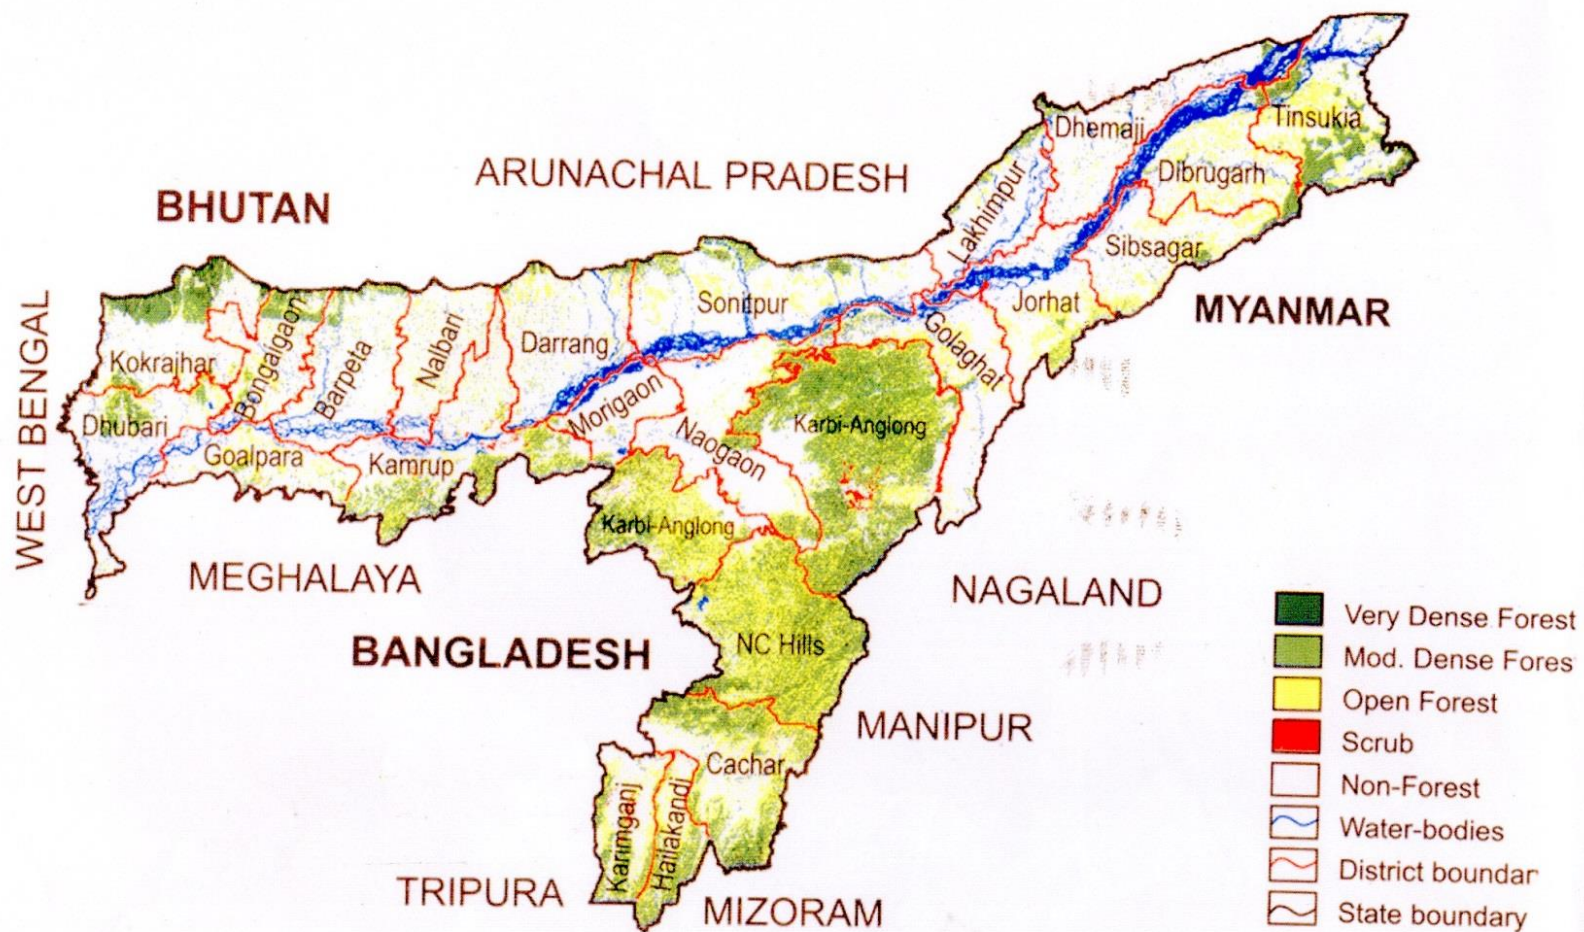 ARUNACHAL PRADESH
BHUTAN
WEST BENGAL
MYANMAR
MEGHALAYA
BANGLADESH
NAGALAND
MANIPUR
TRIPURA
MIZORAM
Dhemaji
Tinsukia
Dibrugarh
Lakhimpur
Sibsagar
Sonitpur
Jorhat
Golaghat
Kokrajhar
Bongaigaon
Barpeta
Nalbari
Darrang
Dhubari
Goalpara
Kamrup
Morigaon
Naogaon
Karbi-Anglong
Karbi-Anglong
NC Hills
Cachar
Karimganj
Hailakandi
Very Dense Forest
Mod. Dense Fores
Open Forest
Scrub
Non-Forest
Water-bodies
District boundar
State boundary